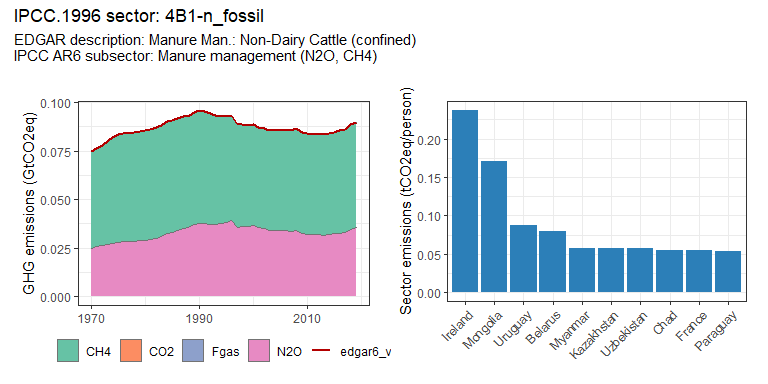 IPCC.1996 sector: 4B1-n_fossil
EDGAR description: Manure Man.: Non-Dairy Cattle (confined)
IPCC AR6 subsector: Manure management (N2O, CH4)
GHG emissions (GtCO2eq)
0.100
0.075
0.050
0.025
0.000
1970
1990
2010
CH4
CO2
Fgas
N2O
edgar6_v
Sector emissions (tCO2eq/person)
0.20
0.15
0.10
0.05
0.00
Ireland
Mongolia
Uruguay
Belarus
Myanmar
Kazakhstan
Uzbekistan
Chad
France
Paraguay